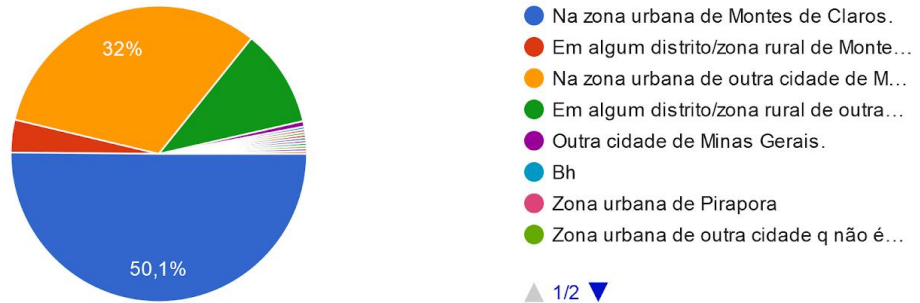 32%
50,1%
Na zona urbana de Montes de Claros.
Em algum distrito/zona rural de Monte…
Na zona urbana de outra cidade de M…
Em algum distrito/zona rural de outra…
Outra cidade de Minas Gerais.
Bh
Zona urbana de Pirapora
Zona urbana de outra cidade q não é…
1/2